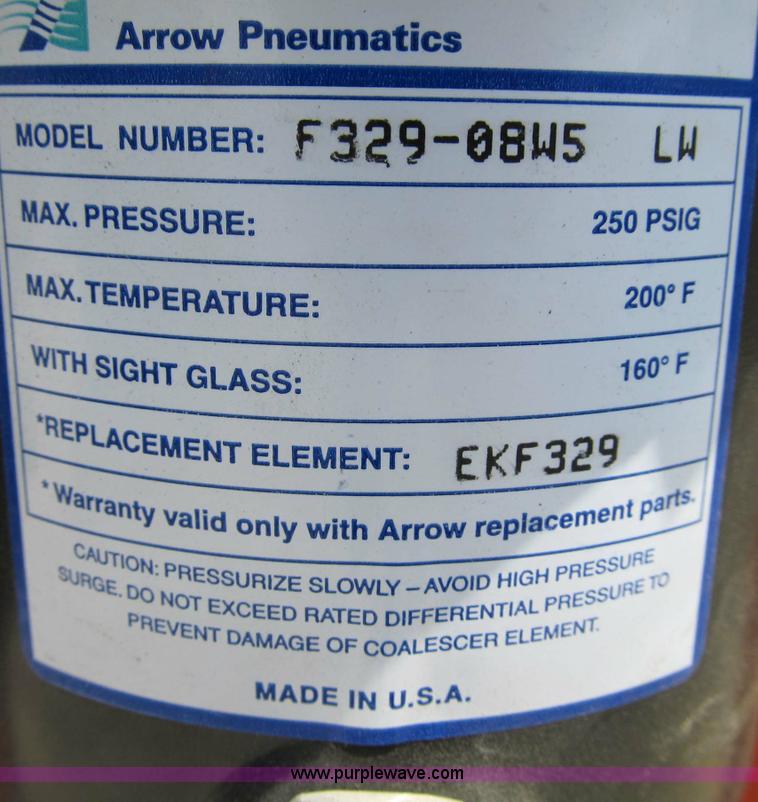 Arrow Pneumatics
MODEL NUMBER: F329-08W5 LW
MAX. PRESSURE: 250 PSIG
MAX. TEMPERATURE: 200° F
WITH SIGHT GLASS: 160° F
*REPLACEMENT ELEMENT: EKF329
*Warranty valid only with Arrow replacement parts.
CAUTION: PRESSURIZE SLOWLY – AVOID HIGH PRESSURE
SURGE. DO NOT EXCEED RATED DIFFERENTIAL PRESSURE TO
PREVENT DAMAGE OF COALESCER ELEMENT.
MADE IN U.S.A.
www.purplewave.com